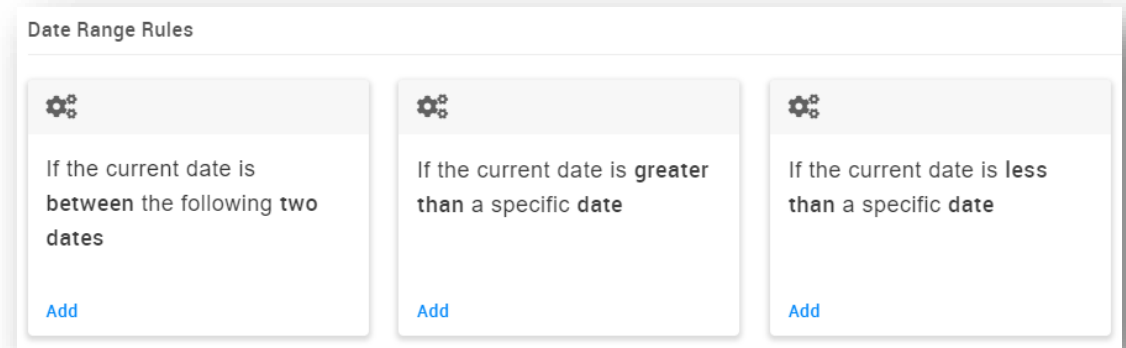 Date Range Rules
If the current date is
between the following two
dates
Add
If the current date is greater
than a specific date
Add
If the current date is less
than a specific date
Add